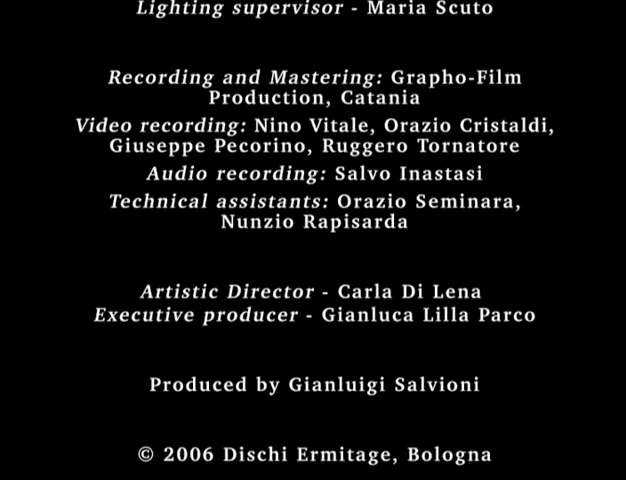 Lighting supervisor - Maria Scuto
Recording and Mastering: Grapho-Film
Production, Catania
Video recording: Nino Vitale, Orazio Cristaldi,
Giuseppe Pecorino, Ruggero Tornatore
Audio recording: Salvo Inastasi
Technical assistants: Orazio Seminara,
Nunzio Rapisarda
Artistic Director - Carla Di Lena
Executive producer - Gianluca Lilla Parco
Produced by Gianluigi Salvioni
© 2006 Dischi Ermitage, Bologna